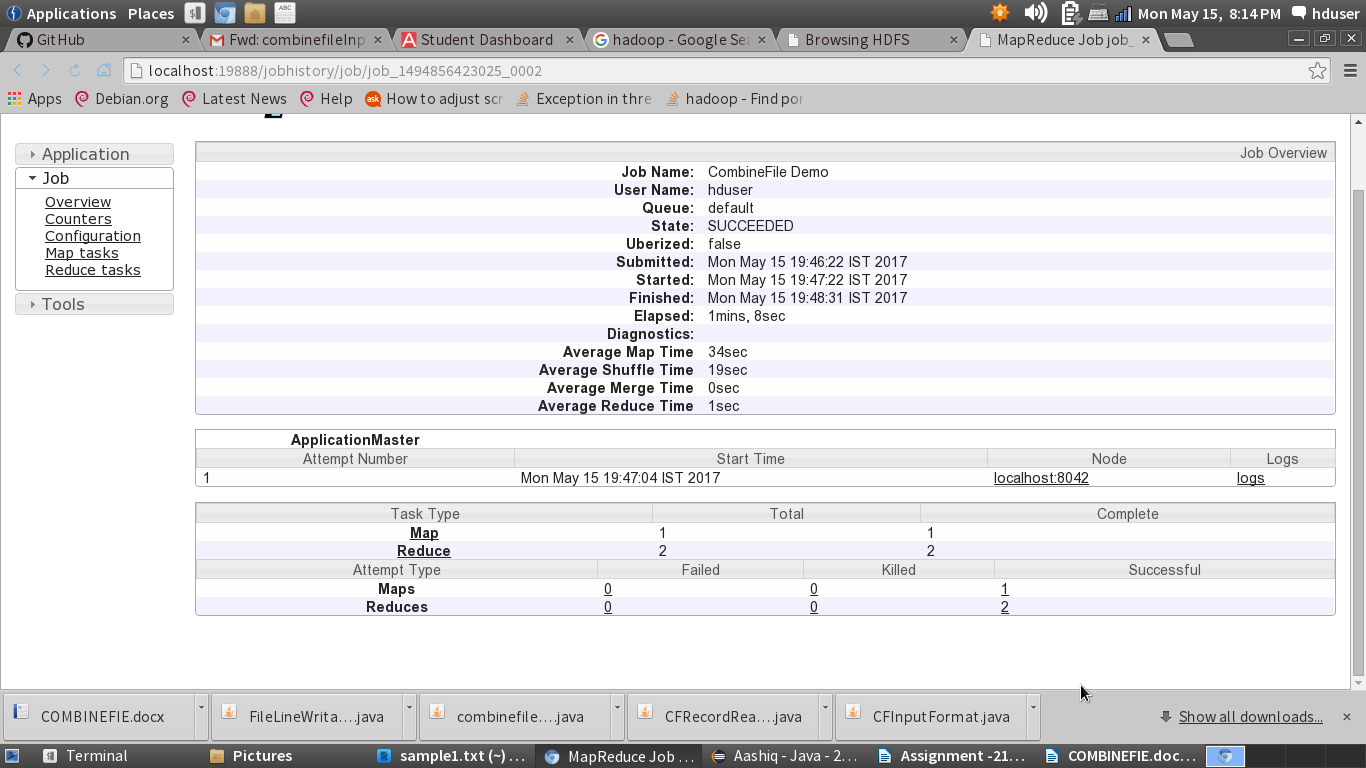 Applications Places Mon May 15, 8:14 PM hduser
GitHub Fwd: combinefileInp Student Dashboard hadoop - Google Sea Browsing HDFS MapReduce Job job_
localhost:19888/jobhistory/job/job_1494856423025_0002
Apps Debian.org Latest News Help ask How to adjust scr Exception in thre hadoop - Find por
Application
Job
Overview
Counters
Configuration
Map tasks
Reduce tasks
Tools
Job Overview
Job Name: CombineFile Demo
User Name: hduser
Queue: default
State: SUCCEEDED
Uberized: false
Submitted: Mon May 15 19:46:22 IST 2017
Started: Mon May 15 19:47:22 IST 2017
Finished: Mon May 15 19:48:31 IST 2017
Elapsed: 1mins, 8sec
Diagnostics:
Average Map Time 34sec
Average Shuffle Time 19sec
Average Merge Time 0sec
Average Reduce Time 1sec
ApplicationMaster
Attempt Number Start Time Node Logs
1 Mon May 15 19:47:04 IST 2017 localhost:8042 logs
Task Type Total Complete
Map 1 1
Reduce 2 2
Attempt Type Failed Killed Successful
Maps 0 0 1
Reduces 0 0 2
COMBINEFIE.docx FileLineWrita....java combinefile....java CFRecordRea....java CFInputFormat.java Show all downloads...
Terminal Pictures sample1.txt (~) ... MapReduce Job ... Aashiq - Java - 2... Assignment -21... COMBINEFIE.doc...